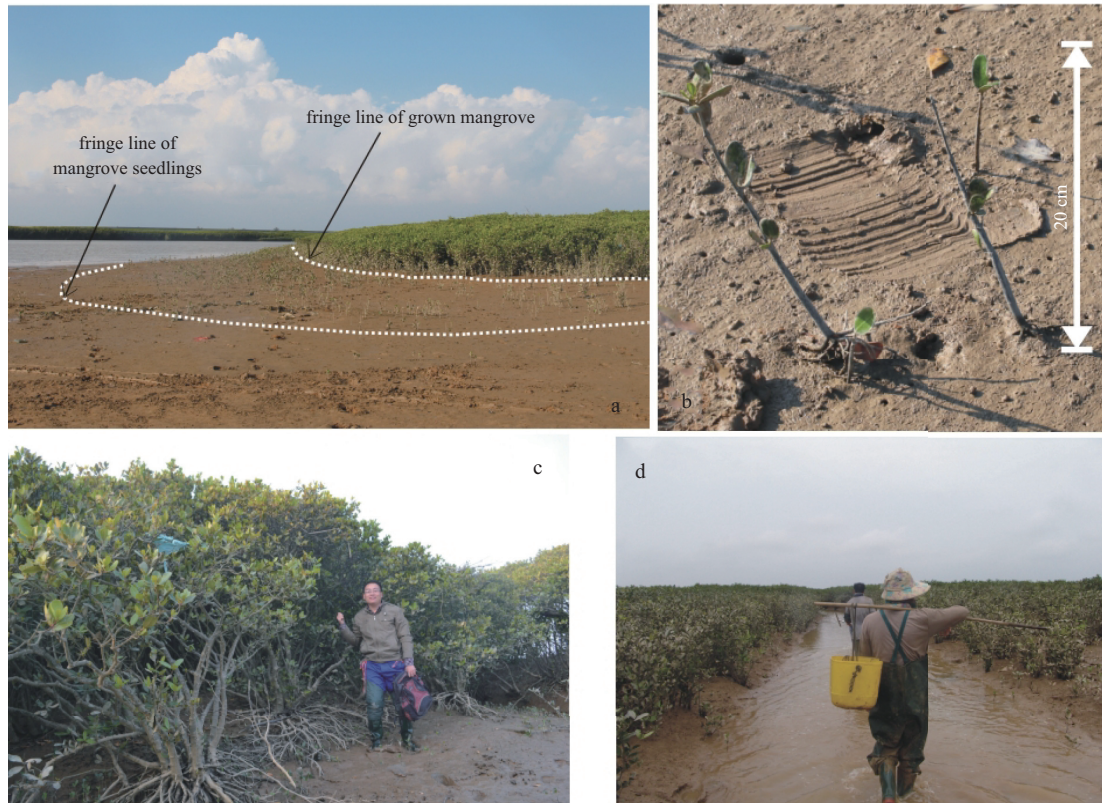 fringe line of grown mangrove
fringe line of
mangrove seedlings
a
20 cm
b
c
d